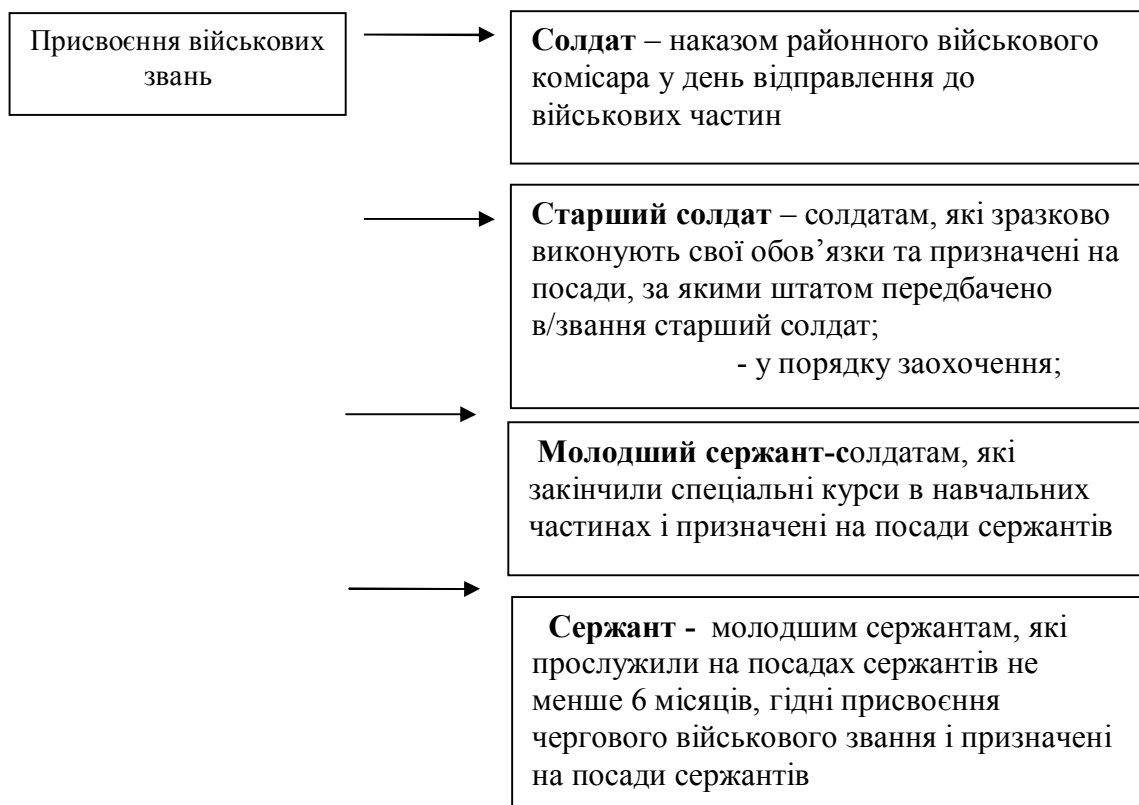 Присвоєння військових
звань
Солдат – наказом районного військового
комісара у день відправлення до
військових частин
Старший солдат – солдатам, які зразково
виконують свої обов’язки та призначені на
посади, за якими штатом передбачено
в/звання старший солдат;
- у порядку заохочення;
Молодший сержант-солдатам, які
закінчили спеціальні курси в навчальних
частинах і призначені на посади сержантів
Сержант - молодшим сержантам, які
прослужили на посадах сержантів не
менше 6 місяців, гідні присвоєння
чергового військового звання і призначені
на посади сержантів